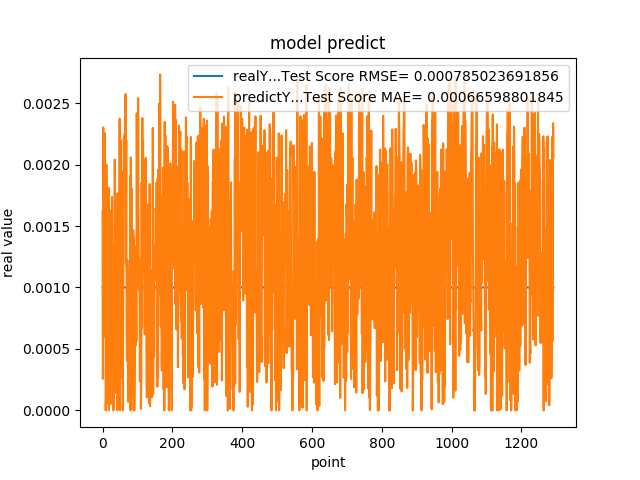 model predict
realY...Test Score RMSE= 0.000785023691856
predictY...Test Score MAE= 0.00066598801845
0.0025
0.0020
0.0015
0.0010
0.0005
0.0000
real value
0 200 400 600 800 1000 1200
point